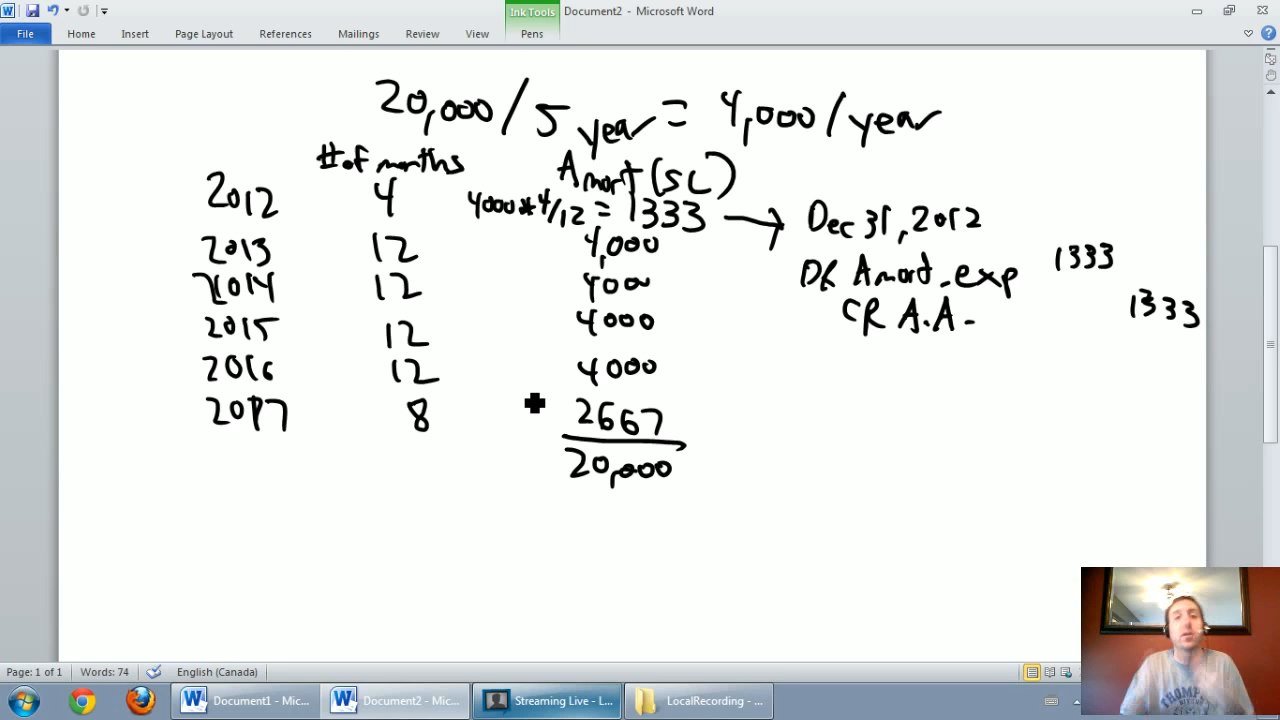 Ink Tools
Document2 - Microsoft Word
File Home Insert Page Layout References Mailings Review View Pens
20,000 / 5 year = 4,000 / year
# of months Amort (SL)
2012 4 4000 * 4/12 = 1333 → Dec 31, 2012
2013 12 4,000
2014 12 4000
2015 12 4000
2016 12 4000
2017 8 + 2667
20,000
DR Amort. exp 1333
CR A.A. 1333
Page: 1 of 1 Words: 74 English (Canada)
Document1 - Mic... Document2 - Mic... Streaming Live - L... LocalRecording - ...